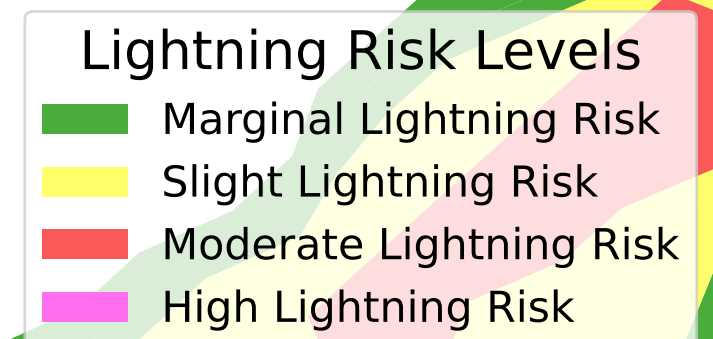 Lightning Risk Levels
Marginal Lightning Risk
Slight Lightning Risk
Moderate Lightning Risk
High Lightning Risk